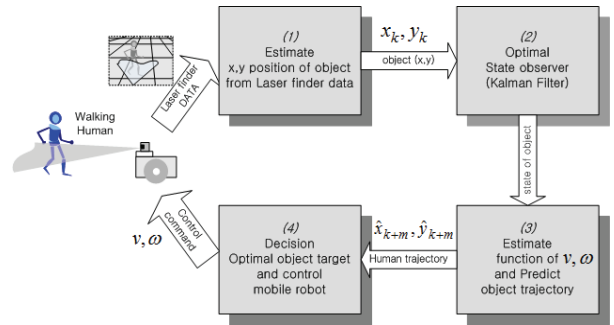 (1)
Estimate
x,y position of object
from Laser finder data
x_k, y_k
object (x,y)
(2)
Optimal
State observer
(Kalman Filter)
Laser finder
DATA
Walking
Human
state of object
(3)
Estimate
function of v, ω
and Predict
object trajectory
x̂_{k+m}, ŷ_{k+m}
Human trajectory
(4)
Decision
Optimal object target
and control
mobile robot
Control
command
v, ω